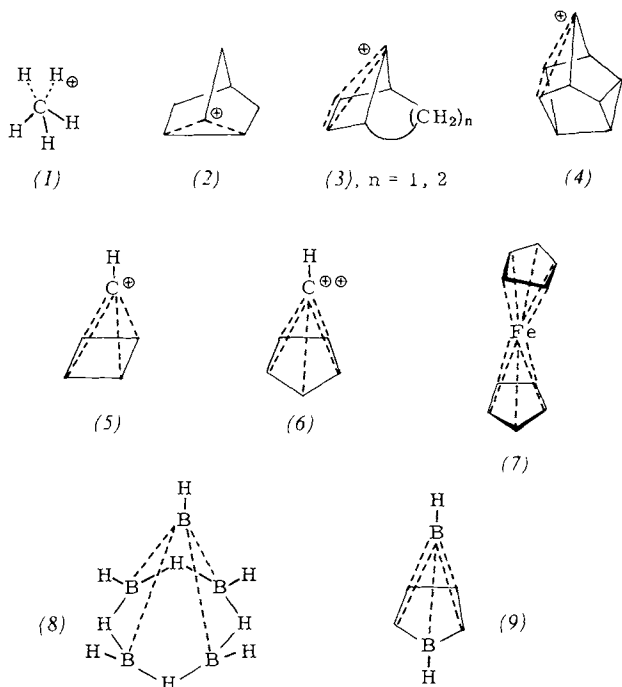 H H ⊕
C
H H
H
(1)
⊕
(2)
⊕
(CH₂)n
(3), n = 1, 2
⊕
(4)
H
C ⊕
(5)
H
C ⊕⊕
(6)
Fe
(7)
H
B
H
H B B H
H H
H B B H
H
(8)
H
B
B
H
(9)